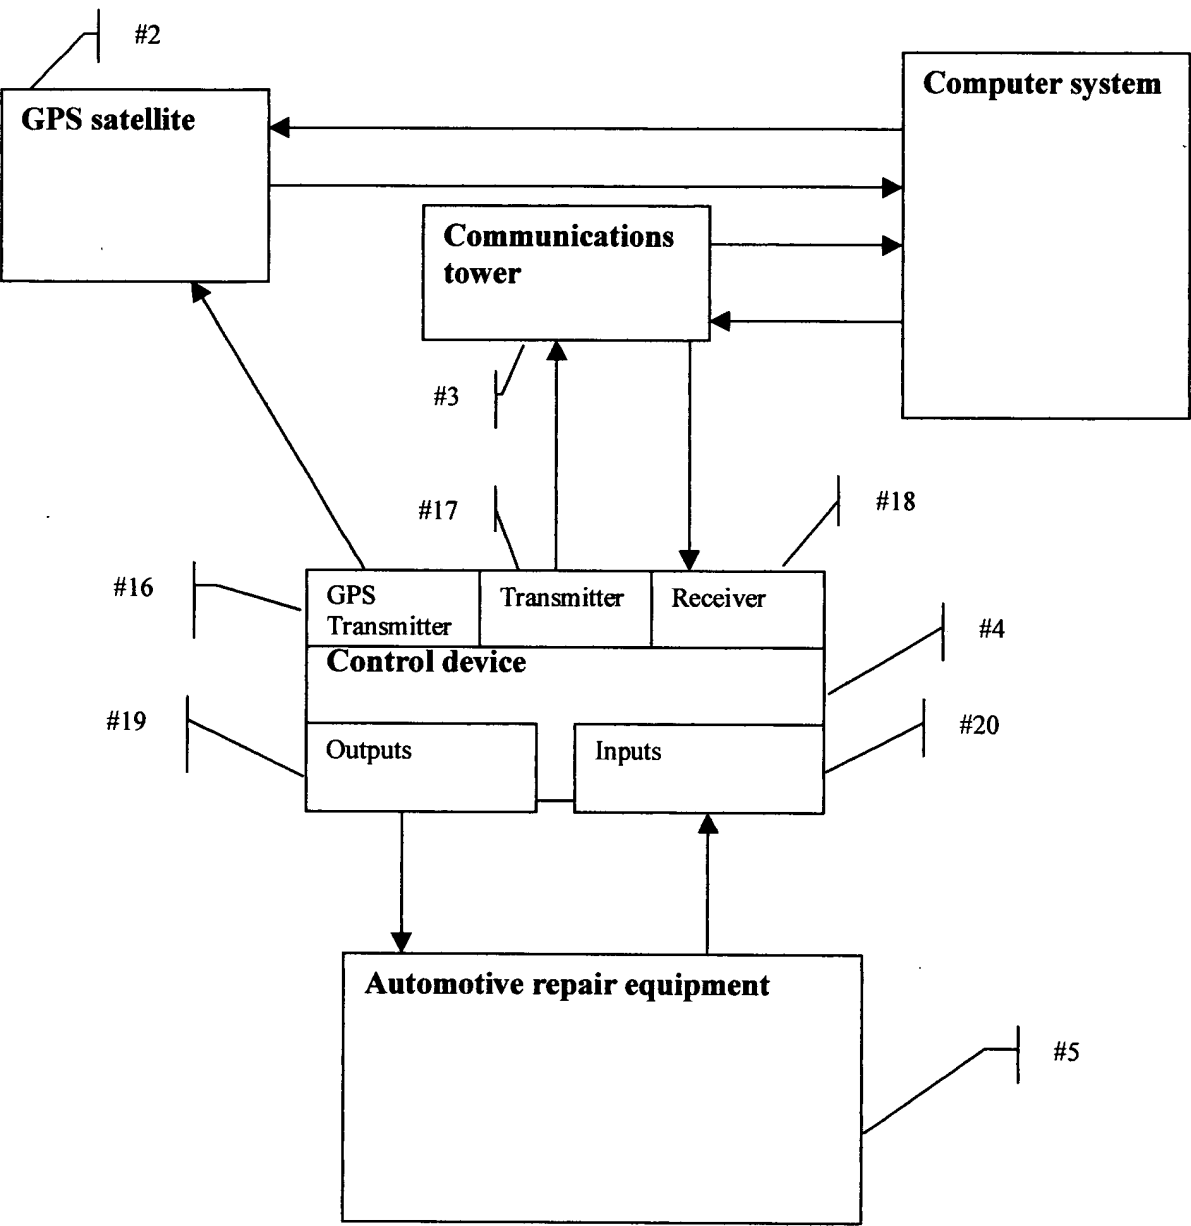 #2
Computer system
GPS satellite
Communications
tower
#3
#17
#18
#16
GPS
Transmitter
Transmitter
Receiver
#4
Control device
#19
#20
Outputs
Inputs
Automotive repair equipment
#5